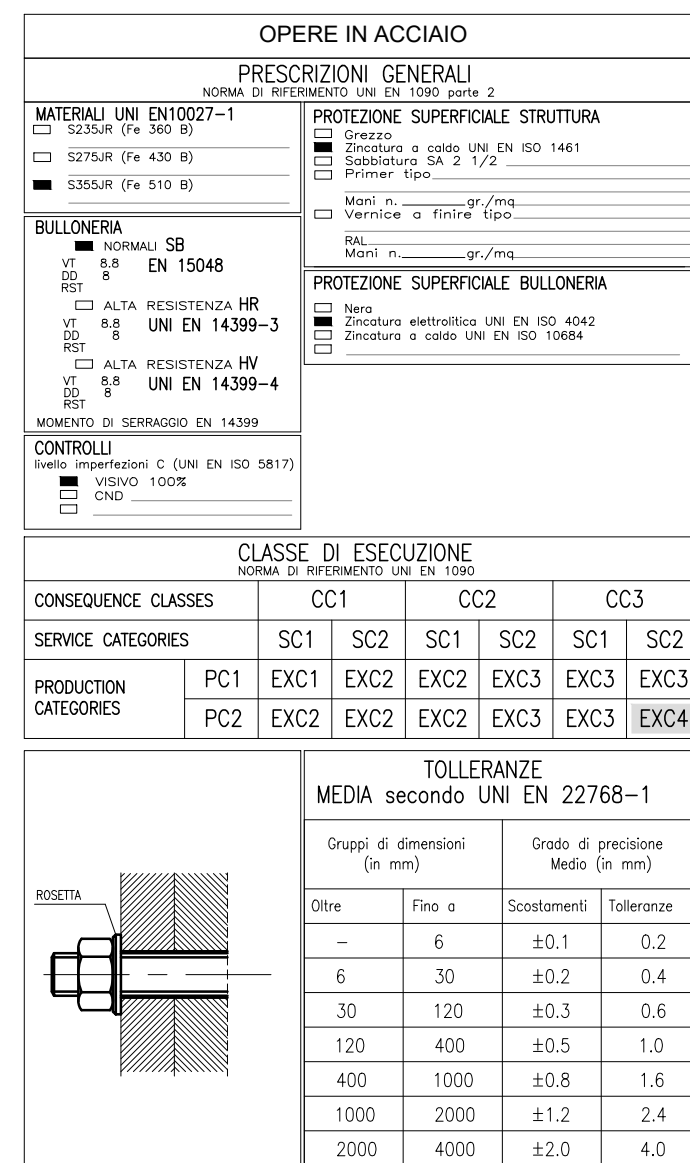 OPERE IN ACCIAIO
PRESCRIZIONI GENERALI
NORMA DI RIFERIMENTO UNI EN 1090 parte 2
MATERIALI UNI EN10027-1
S235JR (Fe 360 B)
S275JR (Fe 430 B)
S355JR (Fe 510 B)
BULLONERIA
NORMALI SB
VT 8.8 EN 15048
DD 8
RST
ALTA RESISTENZA HR
VT 8.8 UNI EN 14399-3
DD 8
RST
ALTA RESISTENZA HV
VT 8.8 UNI EN 14399-4
DD 8
RST
MOMENTO DI SERRAGGIO EN 14399
CONTROLLI
livello imperfezioni C (UNI EN ISO 5817)
VISIVO 100%
CND
PROTEZIONE SUPERFICIALE STRUTTURA
Grezzo
Zincatura a caldo UNI EN ISO 1461
Sabbiatura SA 2 1/2
Primer tipo
Mani n. gr./mq
Vernice a finire tipo
RAL
Mani n. gr./mq
PROTEZIONE SUPERFICIALE BULLONERIA
Nera
Zincatura elettrolitica UNI EN ISO 4042
Zincatura a caldo UNI EN ISO 10684
CLASSE DI ESECUZIONE
NORMA DI RIFERIMENTO UNI EN 1090
CONSEQUENCE CLASSES CC1 CC2 CC3
SERVICE CATEGORIES SC1 SC2 SC1 SC2 SC1 SC2
PRODUCTION CATEGORIES PC1 EXC1 EXC2 EXC2 EXC3 EXC3 EXC3
PC2 EXC2 EXC2 EXC2 EXC3 EXC3 EXC4
ROSETTA
TOLLERANZE
MEDIA secondo UNI EN 22768-1
Gruppi di dimensioni Grado di precisione
(in mm) Medio (in mm)
Oltre Fino a Scostamenti Tolleranze
- 6 ±0.1 0.2
6 30 ±0.2 0.4
30 120 ±0.3 0.6
120 400 ±0.5 1.0
400 1000 ±0.8 1.6
1000 2000 ±1.2 2.4
2000 4000 ±2.0 4.0